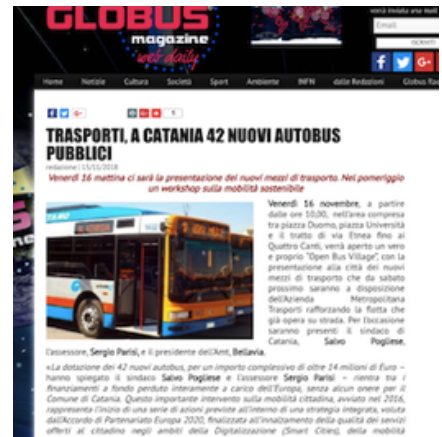 GLOBUS
magazine
web daily
Email
Home Notizie Cultura Società Sport Ambiente INFN dalle Redazioni Globus
TRASPORTI, A CATANIA 42 NUOVI AUTOBUS
PUBBLICI
redazione | 15/11/2018
Venerdì 16 mattina ci sarà la presentazione dei nuovi mezzi di trasporto. Nel pomeriggio
un workshop sulla mobilità sostenibile
Venerdì 16 novembre, a partire
dalle ore 10,00, nell'area compresa
tra piazza Duomo, piazza Università
e il tratto di via Etnea fino ai
Quattro Canti, verrà aperto un vero
e proprio "Open Bus Village", con la
presentazione alla città dei nuovi
mezzi di trasporto che da sabato
prossimo saranno a disposizione
dell'Azienda Metropolitana
Trasporti rafforzando la flotta che
già opera su strada. Per l'occasione
saranno presenti il sindaco di
Catania, Salvo Pogliese,
l'assessore, Sergio Parisi, e il presidente dell'Amt, Bellavia.
«La dotazione dei 42 nuovi autobus, per un importo complessivo di oltre 14 milioni di Euro –
hanno spiegato il sindaco Salvo Pogliese e l'assessore Sergio Parisi – rientra tra i
finanziamenti a fondo perduto interamente a carico dell'Europa, senza alcun onere per il
Comune di Catania. Questo importante intervento sulla mobilità cittadina, avviato nel 2016,
rappresenta l'inizio di una serie di azioni previste all'interno di una strategia integrata, voluta
dall'Accordo di Partenariato Europa 2020, finalizzata all'innalzamento della qualità dei servizi
offerti al cittadino negli ambiti della Digitalizzazione (Smart Cities), della mobilità